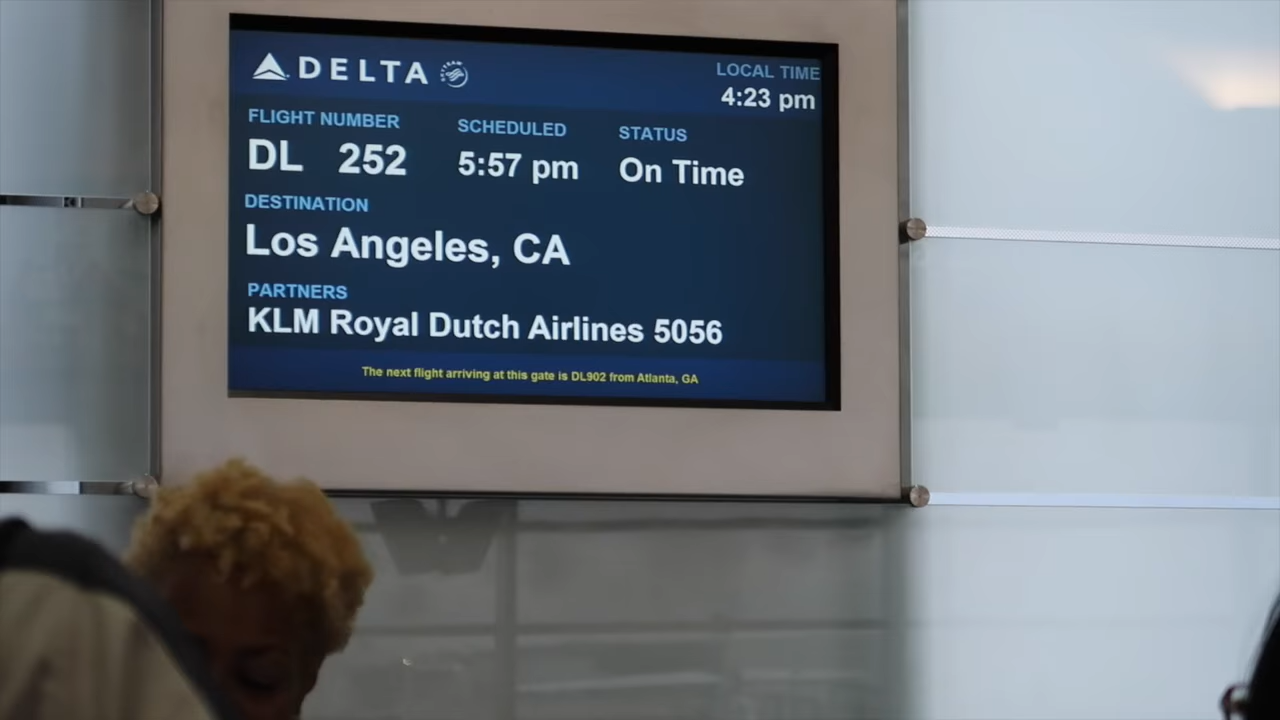 DELTA
LOCAL TIME
4:23 pm
FLIGHT NUMBER SCHEDULED STATUS
DL 252 5:57 pm On Time
DESTINATION
Los Angeles, CA
PARTNERS
KLM Royal Dutch Airlines 5056
The next flight arriving at this gate is DL902 from Atlanta, GA